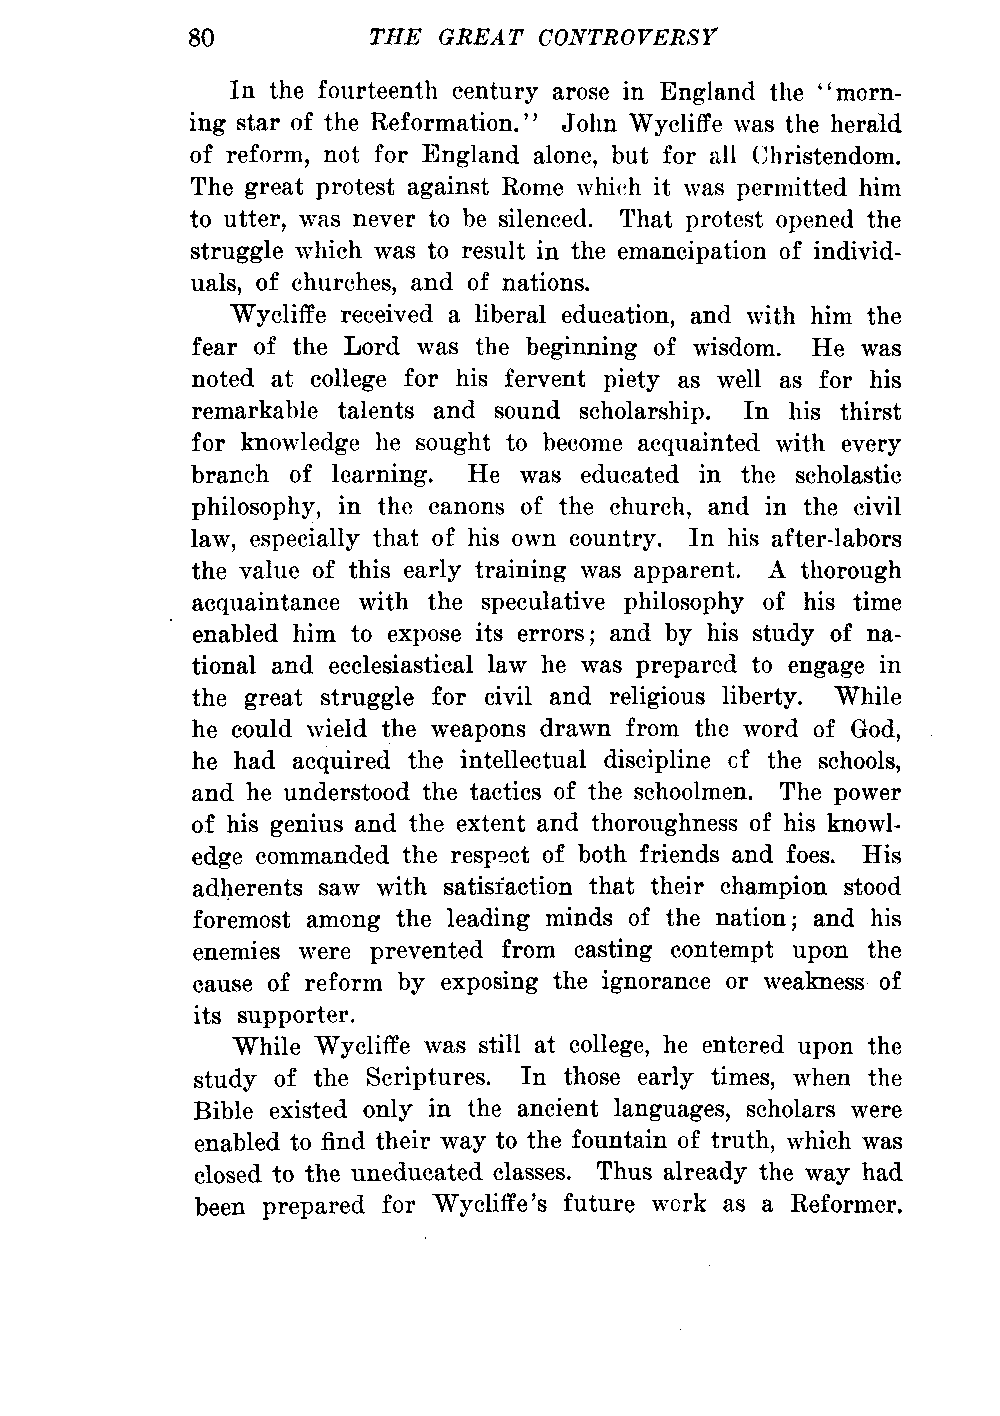 80 THE GREAT CONTROVERSY
In the fourteenth century arose in England the "morn-
ing star of the Reformation." John Wycliffe was the herald
of reform, not for England alone, but for all Christendom.
The great protest against Rome which it was permitted him
to utter, was never to be silenced. That protest opened the
struggle which was to result in the emancipation of individ-
uals, of churches, and of nations.
Wycliffe received a liberal education, and with him the
fear of the Lord was the beginning of wisdom. He was
noted at college for his fervent piety as well as for his
remarkable talents and sound scholarship. In his thirst
for knowledge he sought to become acquainted with every
branch of learning. He was educated in the scholastic
philosophy, in the canons of the church, and in the civil
law, especially that of his own country. In his after-labors
the value of this early training was apparent. A thorough
acquaintance with the speculative philosophy of his time
enabled him to expose its errors; and by his study of na-
tional and ecclesiastical law he was prepared to engage in
the great struggle for civil and religious liberty. While
he could wield the weapons drawn from the word of God,
he had acquired the intellectual discipline of the schools,
and he understood the tactics of the schoolmen. The power
of his genius and the extent and thoroughness of his knowl-
edge commanded the respect of both friends and foes. His
adherents saw with satisfaction that their champion stood
foremost among the leading minds of the nation; and his
enemies were prevented from casting contempt upon the
cause of reform by exposing the ignorance or weakness of
its supporter.
While Wycliffe was still at college, he entered upon the
study of the Scriptures. In those early times, when the
Bible existed only in the ancient languages, scholars were
enabled to find their way to the fountain of truth, which was
closed to the uneducated classes. Thus already the way had
been prepared for Wycliffe's future work as a Reformer.